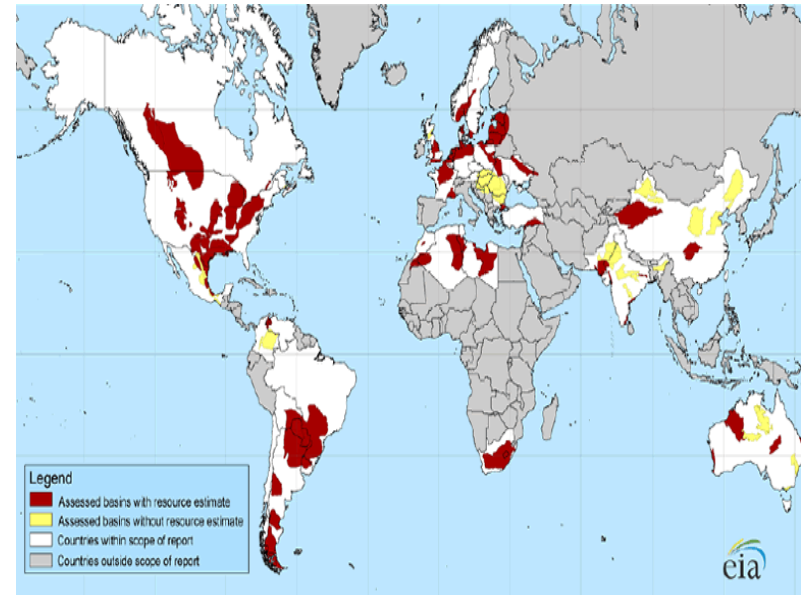 Legend
Assessed basins with resource estimate
Assessed basins without resource estimate
Countries within scope of report
Countries outside scope of report
eia